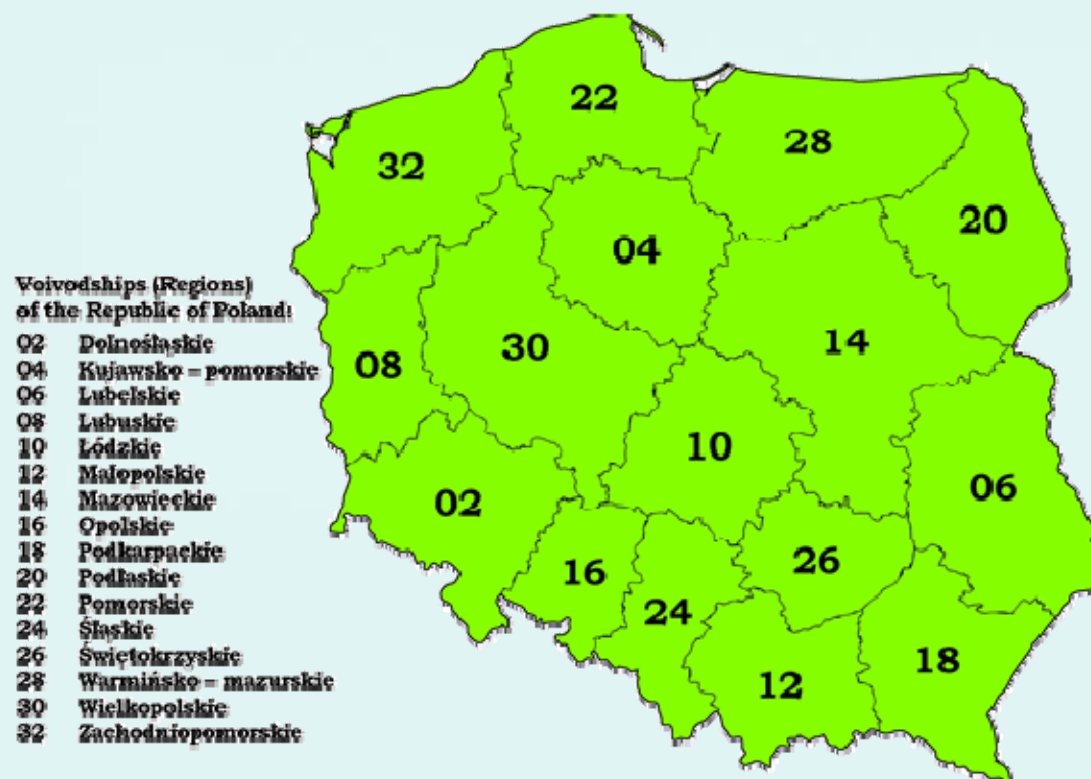 Voivodships (Regions)
of the Republic of Poland:
02 Dolnośląskie
04 Kujawsko – pomorskie
06 Lubelskie
08 Lubuskie
10 Łódzkie
12 Małopolskie
14 Mazowieckie
16 Opolskie
18 Podkarpackie
20 Podlaskie
22 Pomorskie
24 Śląskie
26 Świętokrzyskie
28 Warmińsko – mazurskie
30 Wielkopolskie
32 Zachodniopomorskie
22
28
32
20
04
14
30
08
10
06
02
26
16
24
18
12